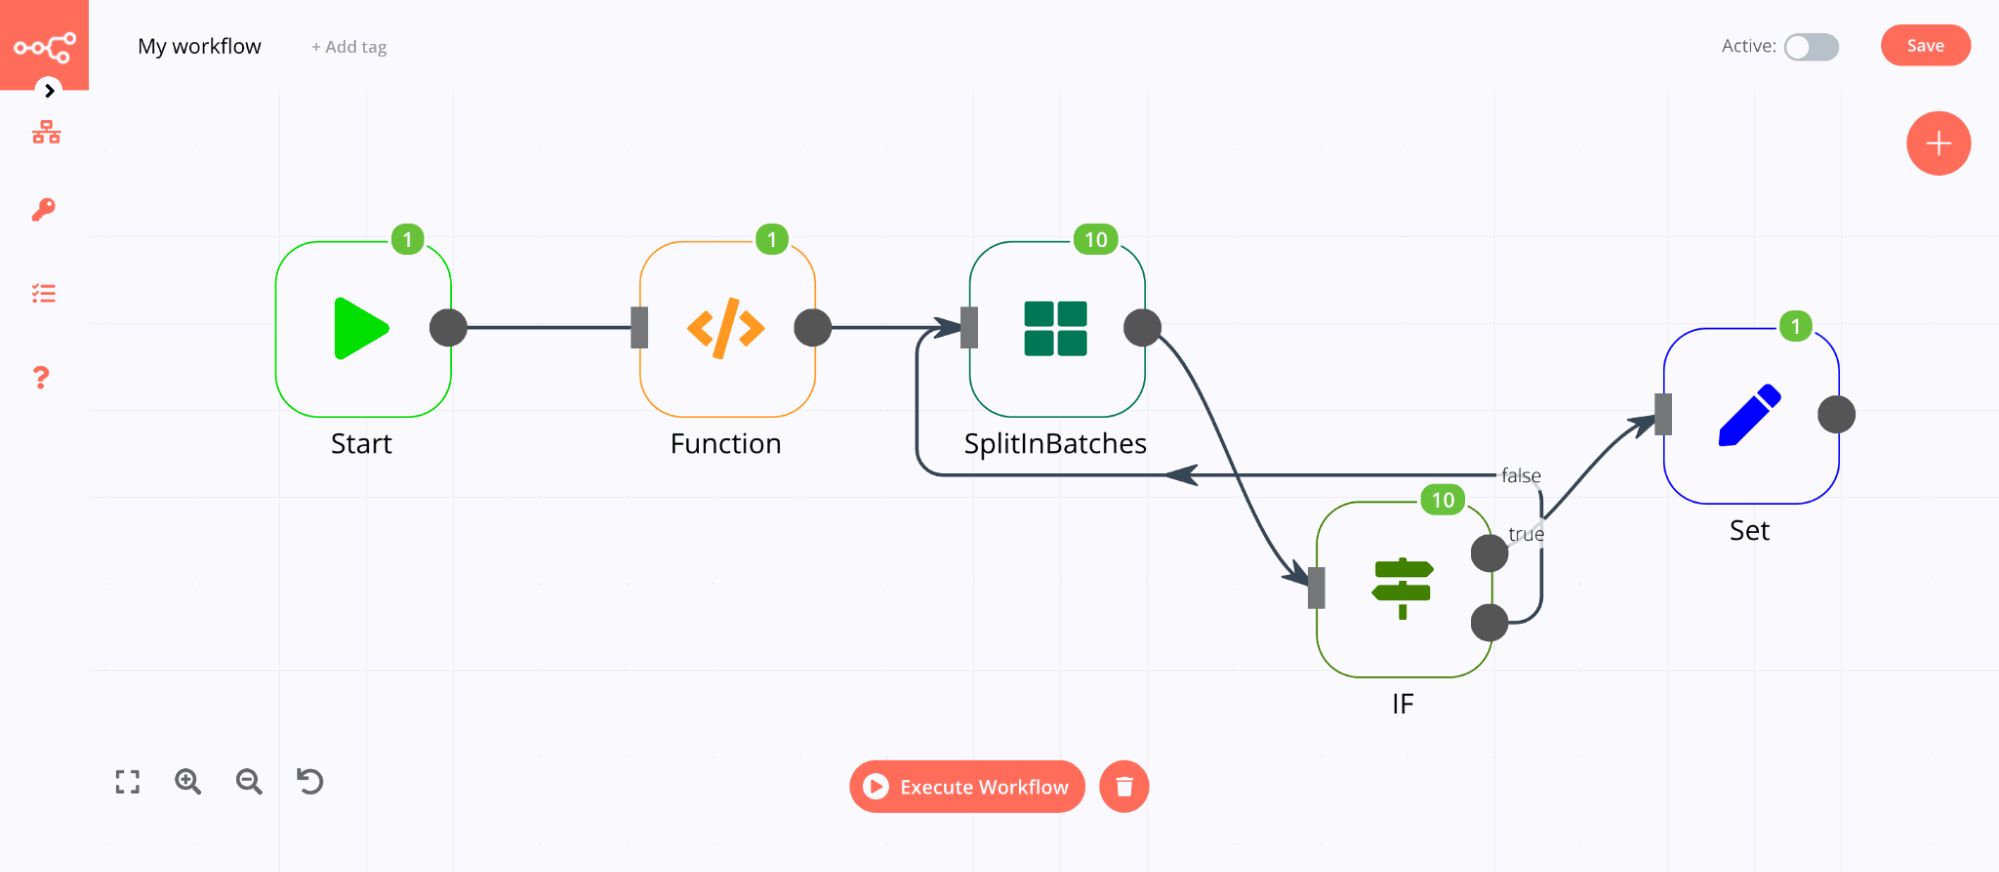 My workflow
+ Add tag
Active:
Save
1
1
10
1
Start
Function
SplitInBatches
false
10
true
Set
IF
Execute Workflow